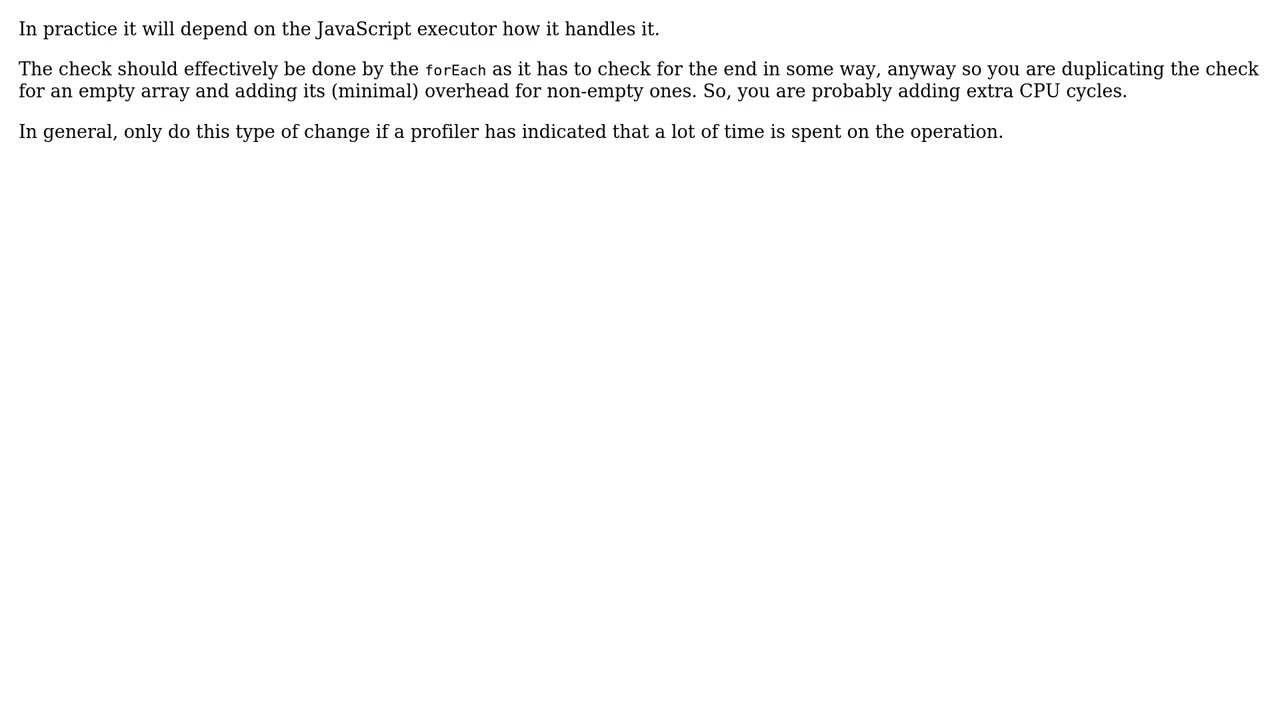 In practice it will depend on the JavaScript executor how it handles it.
The check should effectively be done by the forEach as it has to check for the end in some way, anyway so you are duplicating the check
for an empty array and adding its (minimal) overhead for non-empty ones. So, you are probably adding extra CPU cycles.
In general, only do this type of change if a profiler has indicated that a lot of time is spent on the operation.